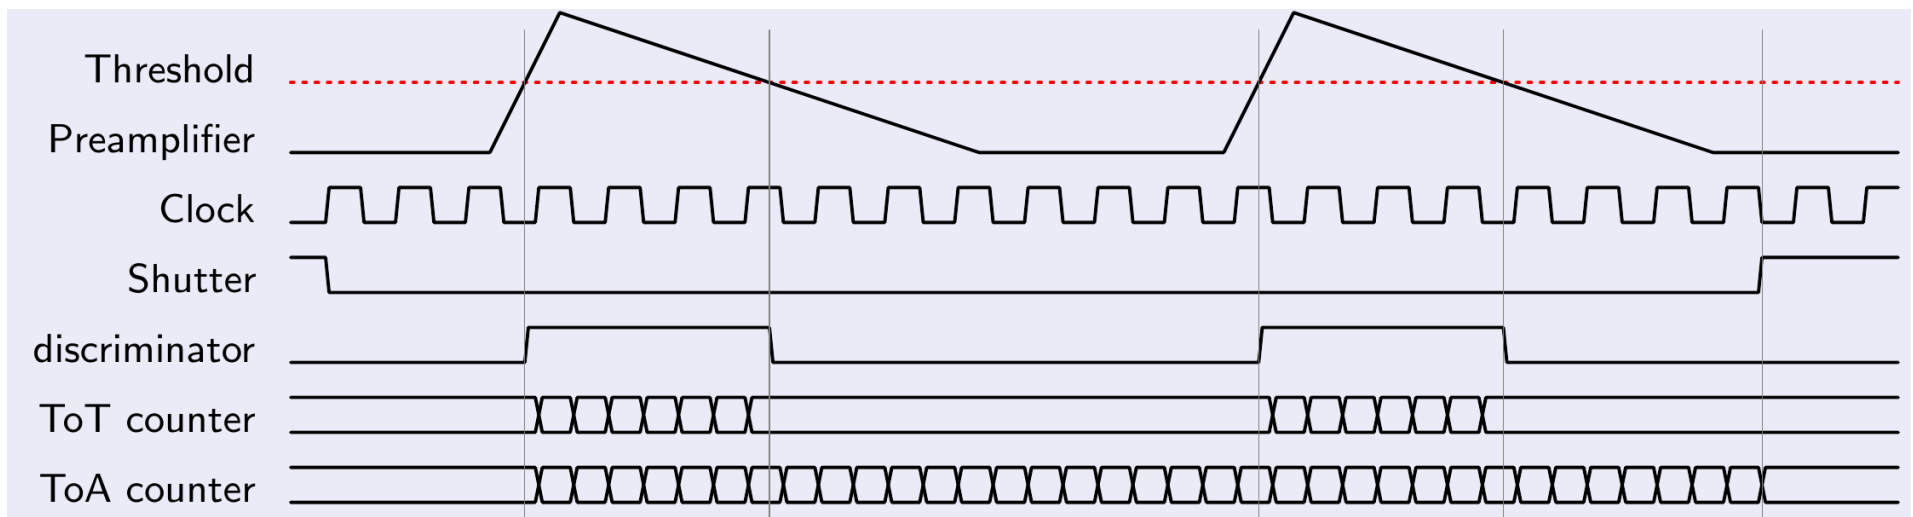 Threshold
Preamplifier
Clock
Shutter
discriminator
ToT counter
ToA counter